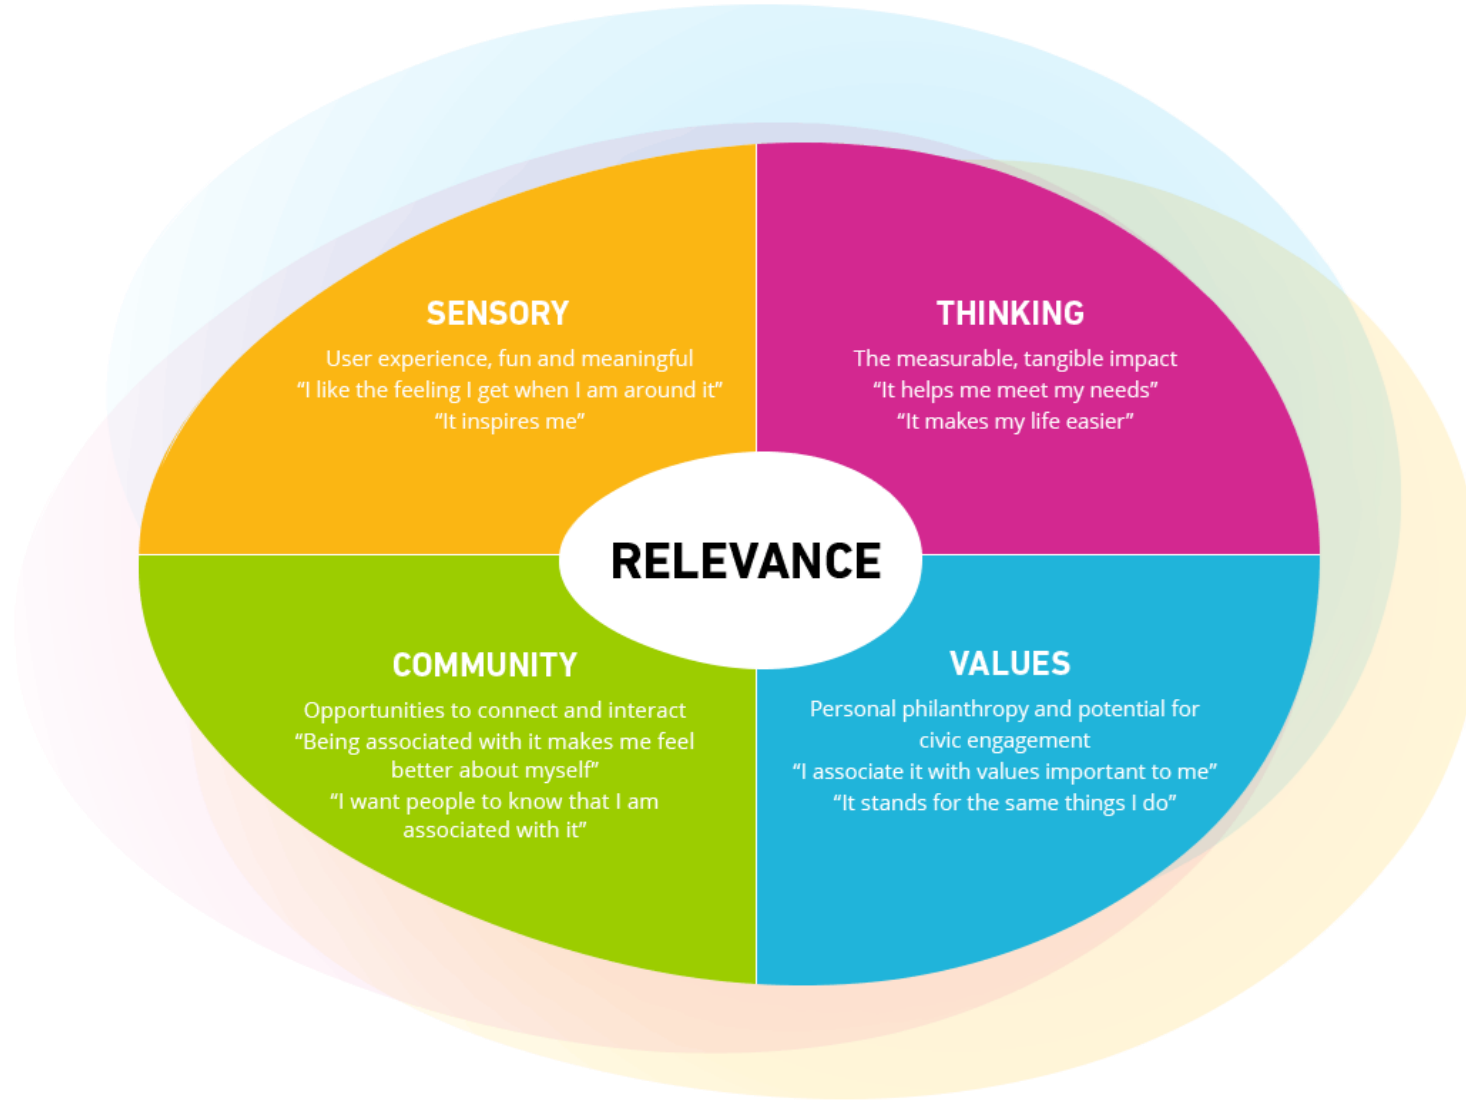 SENSORY
User experience, fun and meaningful
“I like the feeling I get when I am around it”
“It inspires me”
THINKING
The measurable, tangible impact
“It helps me meet my needs”
“It makes my life easier”
RELEVANCE
COMMUNITY
Opportunities to connect and interact
“Being associated with it makes me feel
better about myself”
“I want people to know that I am
associated with it”
VALUES
Personal philanthropy and potential for
civic engagement
“I associate it with values important to me”
“It stands for the same things I do”